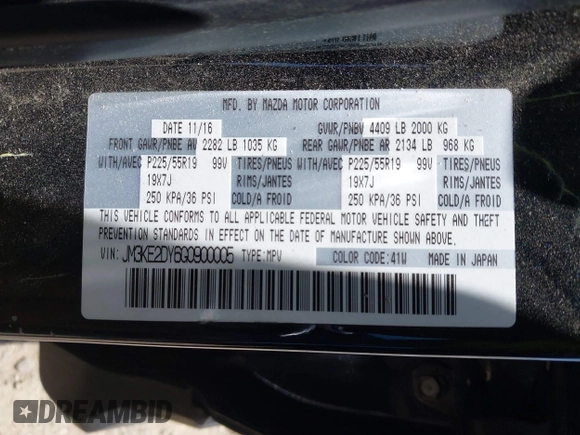 MFD. BY MAZDA MOTOR CORPORATION
DATE 11/16 GVWR/PNBV 4409 LB 2000 KG
FRONT GAWR/PNBE AV 2282 LB 1035 KG REAR GAWR/PNBE AR 2134 LB 968 KG
WITH/AVEC P225/55R19 99V TIRES/PNEUS WITH/AVEC P225/55R19 99V TIRES/PNEUS
19X7J RIMS/JANTES 19X7J RIMS/JANTES
250 KPA/36 PSI COLD/A FROID 250 KPA/36 PSI COLD/A FROID
THIS VEHICLE CONFORMS TO ALL APPLICABLE FEDERAL MOTOR VEHICLE SAFETY AND THEFT
PREVENTION STANDARDS IN EFFECT ON THE DATE OF MANUFACTURE SHOWN ABOVE.
VIN: JM3KE2DY6G0900005 TYPE:MPV COLOR CODE:41W MADE IN JAPAN
DREAMBID